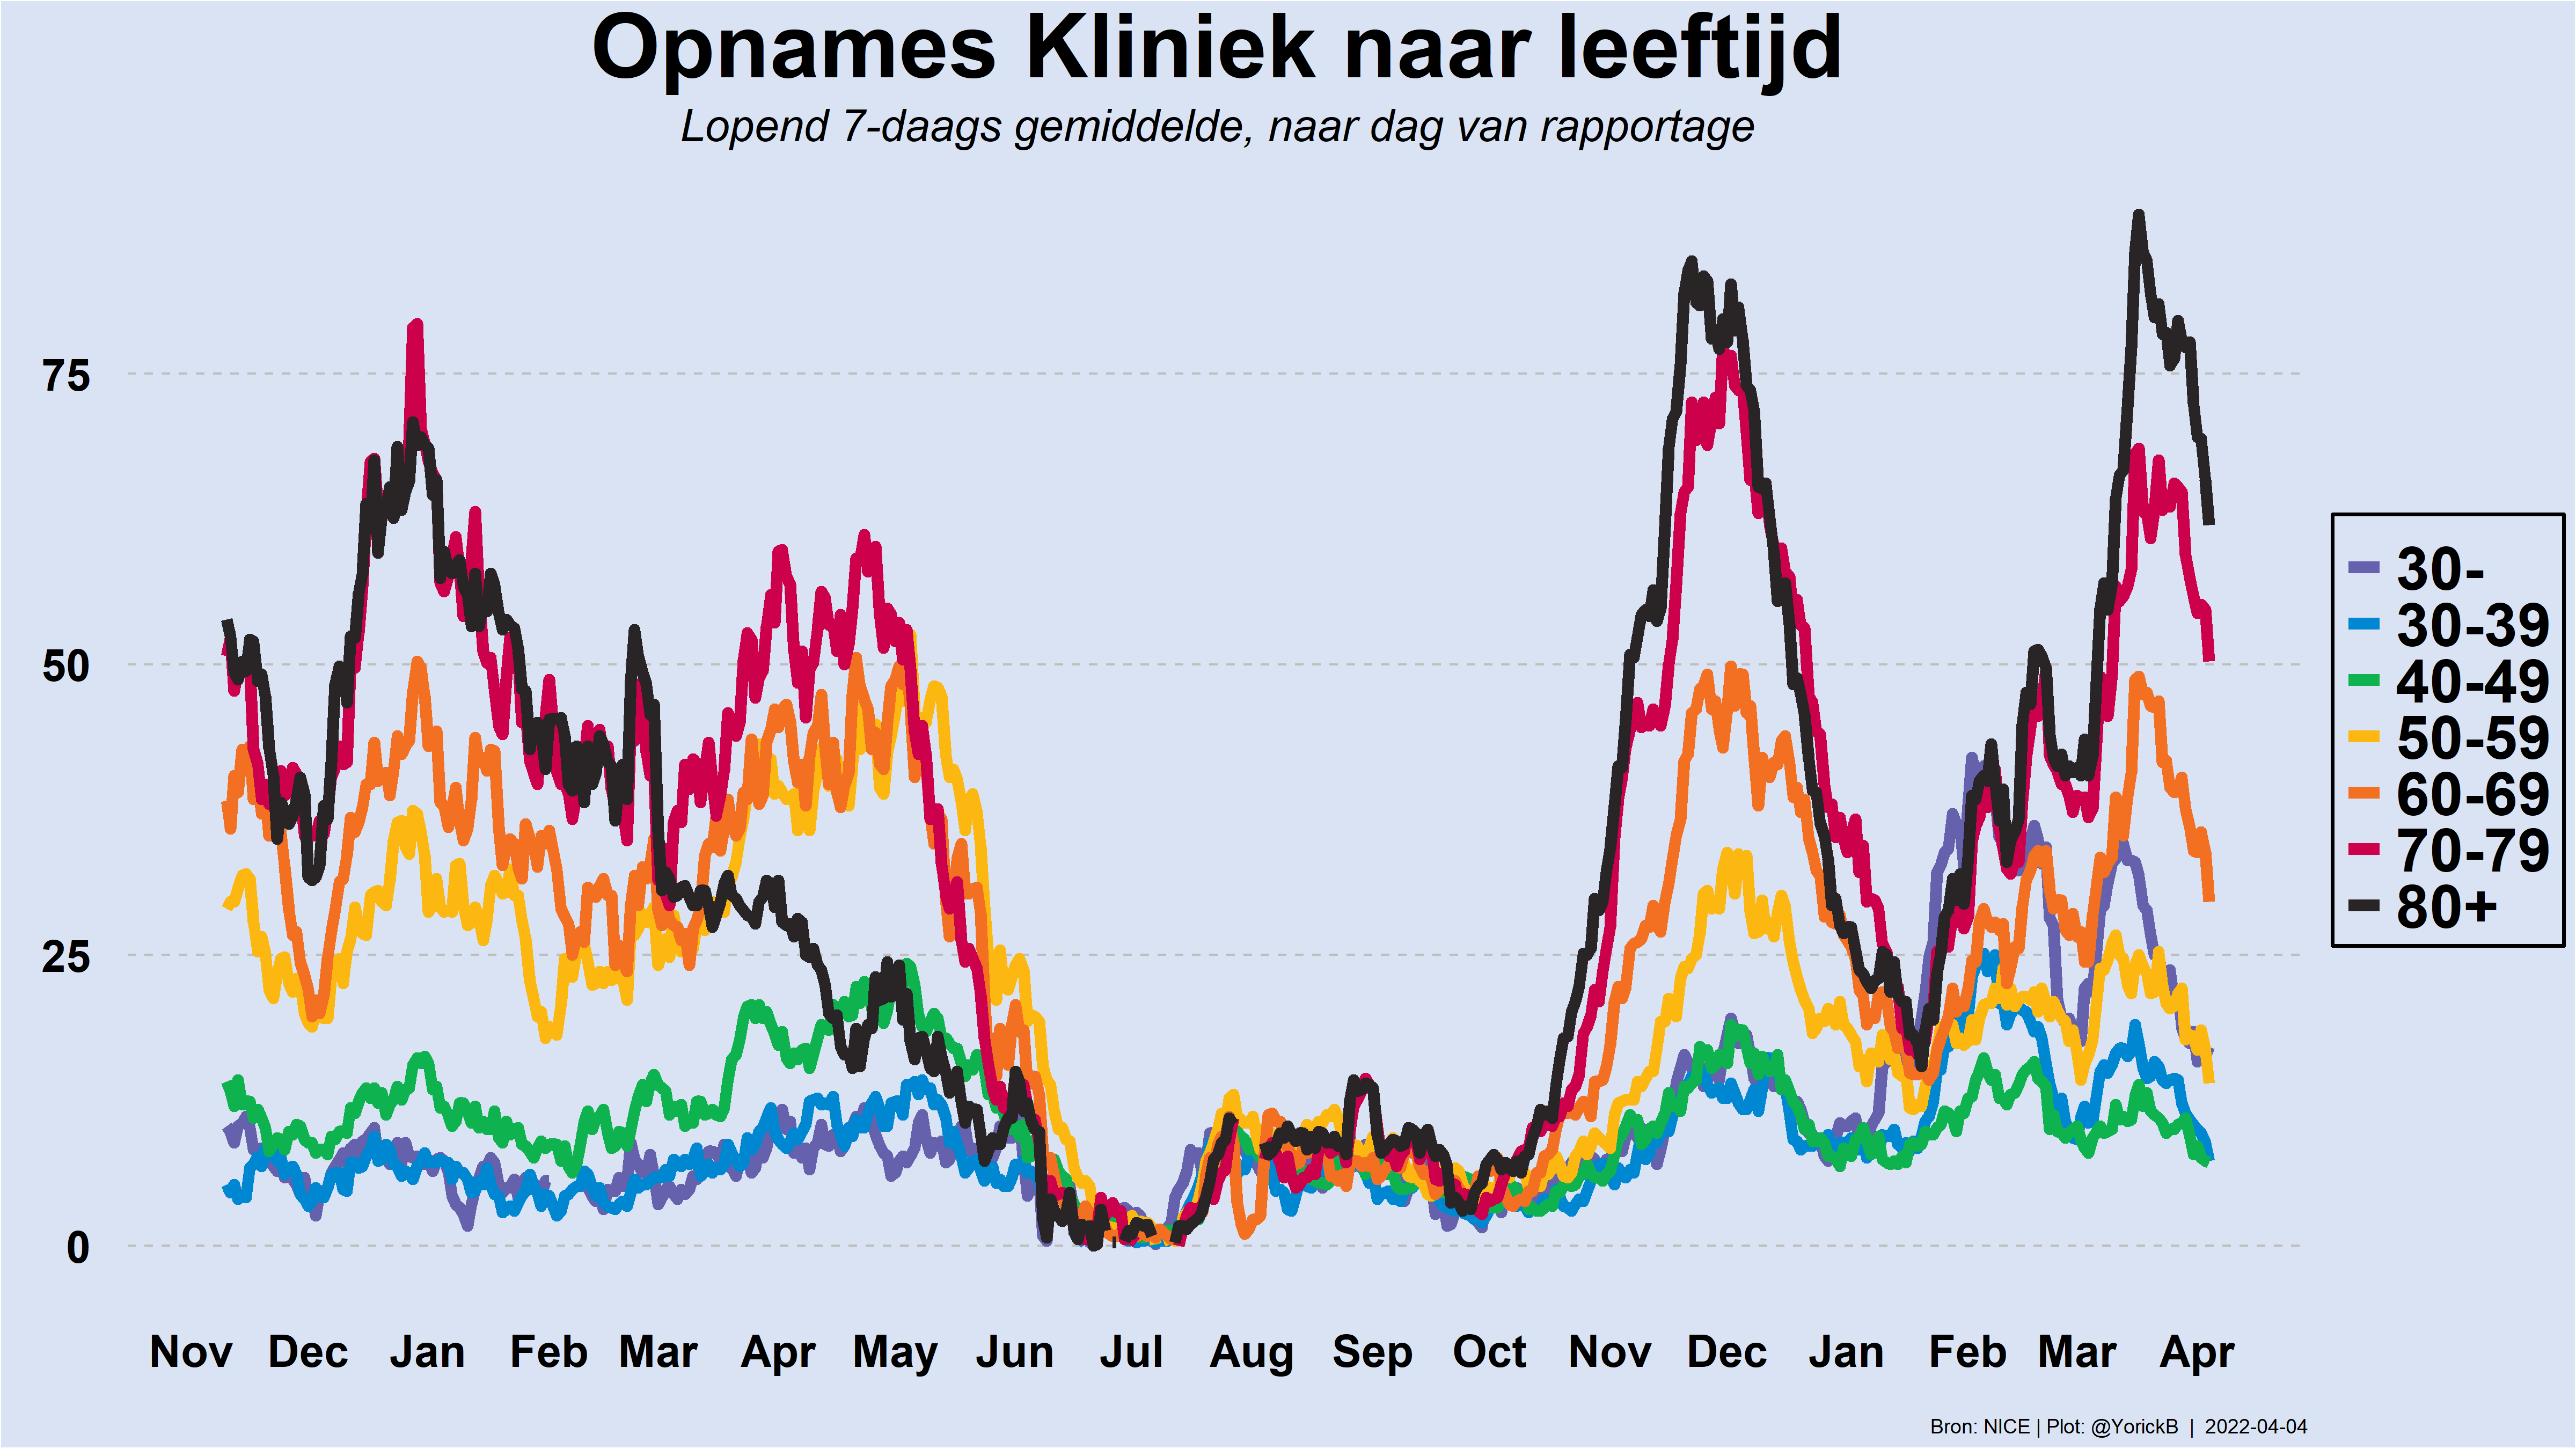 Opnames Kliniek naar leeftijd
Lopend 7-daags gemiddelde, naar dag van rapportage
75
50
25
0
30-
30-39
40-49
50-59
60-69
70-79
80+
Nov Dec Jan Feb Mar Apr May Jun Jul Aug Sep Oct Nov Dec Jan Feb Mar Apr
Bron: NICE | Plot: @YorickB | 2022-04-04